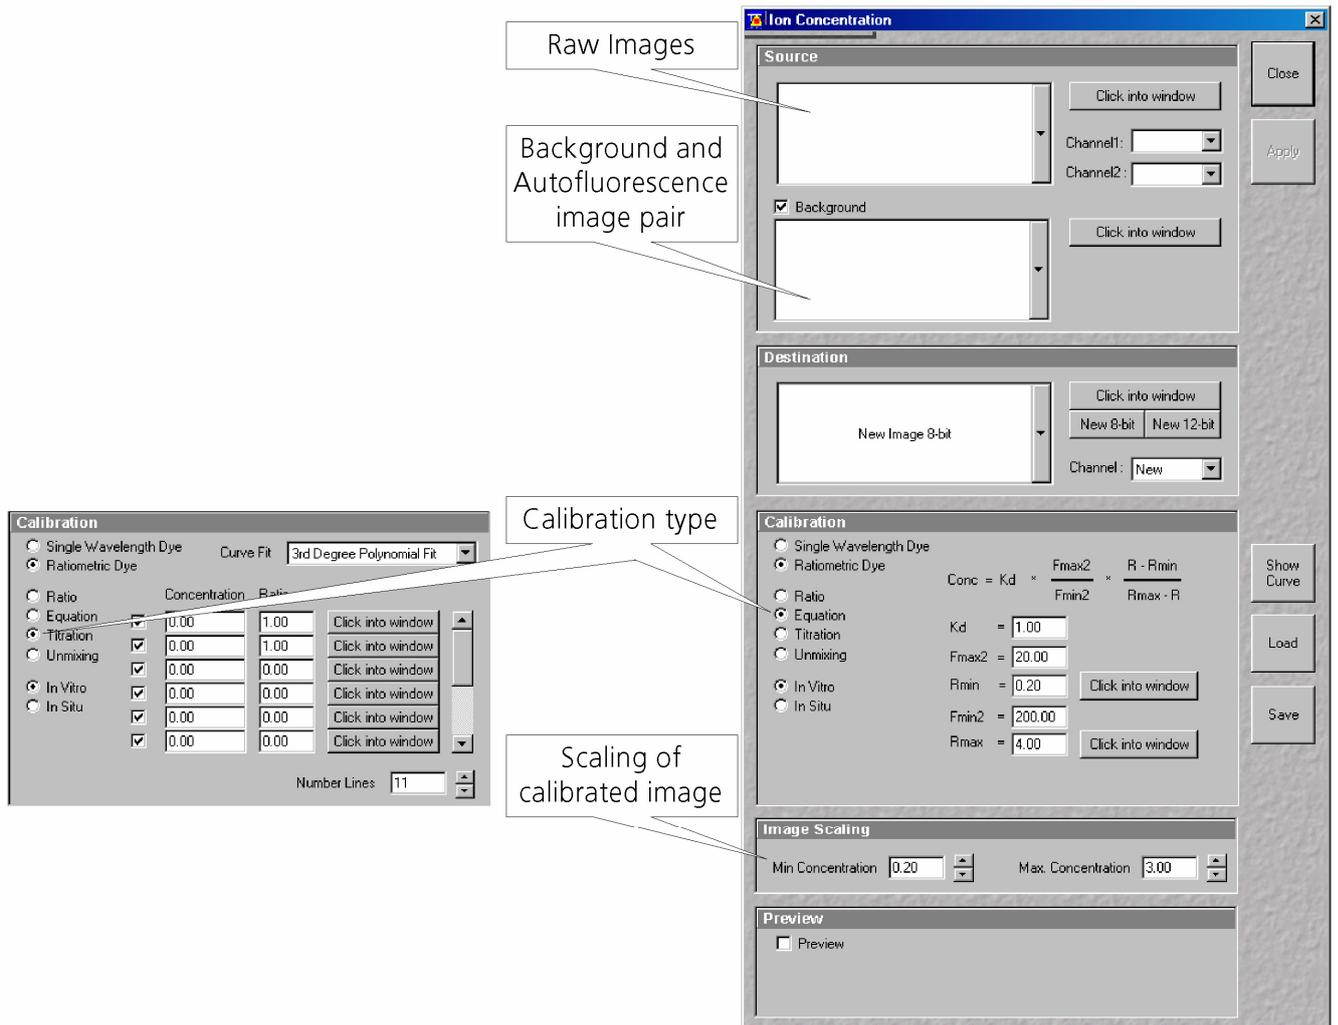 Ion Concentration
Raw Images
Source
Close
Click into window
Channel1:
Apply
Channel2 :
Background and
Autofluorescence
image pair
Background
Click into window
Destination
Click into window
New Image 8-bit
New 8-bit New 12-bit
Channel : New
Calibration type
Calibration
Single Wavelength Dye
Curve Fit 3rd Degree Polynomial Fit
Ratiometric Dye
Ratio
Concentration Ratio
Equation
0.00 1.00 Click into window
Titration
0.00 1.00 Click into window
Unmixing
0.00 0.00 Click into window
In Vitro
0.00 0.00 Click into window
In Situ
0.00 0.00 Click into window
0.00 0.00 Click into window
Number Lines 11
Calibration
Single Wavelength Dye
Ratiometric Dye
Conc = Kd * Fmax2 / Fmin2 * R - Rmin / Rmax - R
Ratio
Equation
Titration
Unmixing
In Vitro
In Situ
Kd = 1.00
Fmax2 = 20.00
Rmin = 0.20 Click into window
Fmin2 = 200.00
Rmax = 4.00 Click into window
Show
Curve
Load
Save
Scaling of
calibrated image
Image Scaling
Min Concentration 0.20 Max. Concentration 3.00
Preview
Preview